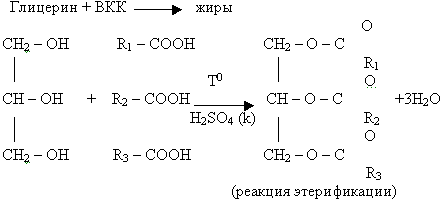 Глицерин + ВКК → жиры
O
CH₂ – OH R₁ – COOH CH₂ – O – C
R₁
T⁰ O
CH – OH + R₂ – COOH → CH – O – C +3H₂O
H₂SO₄ (k) R₂
O
CH₂ – OH R₃ – COOH CH₂ – O – C
R₃
(реакция этерификации)